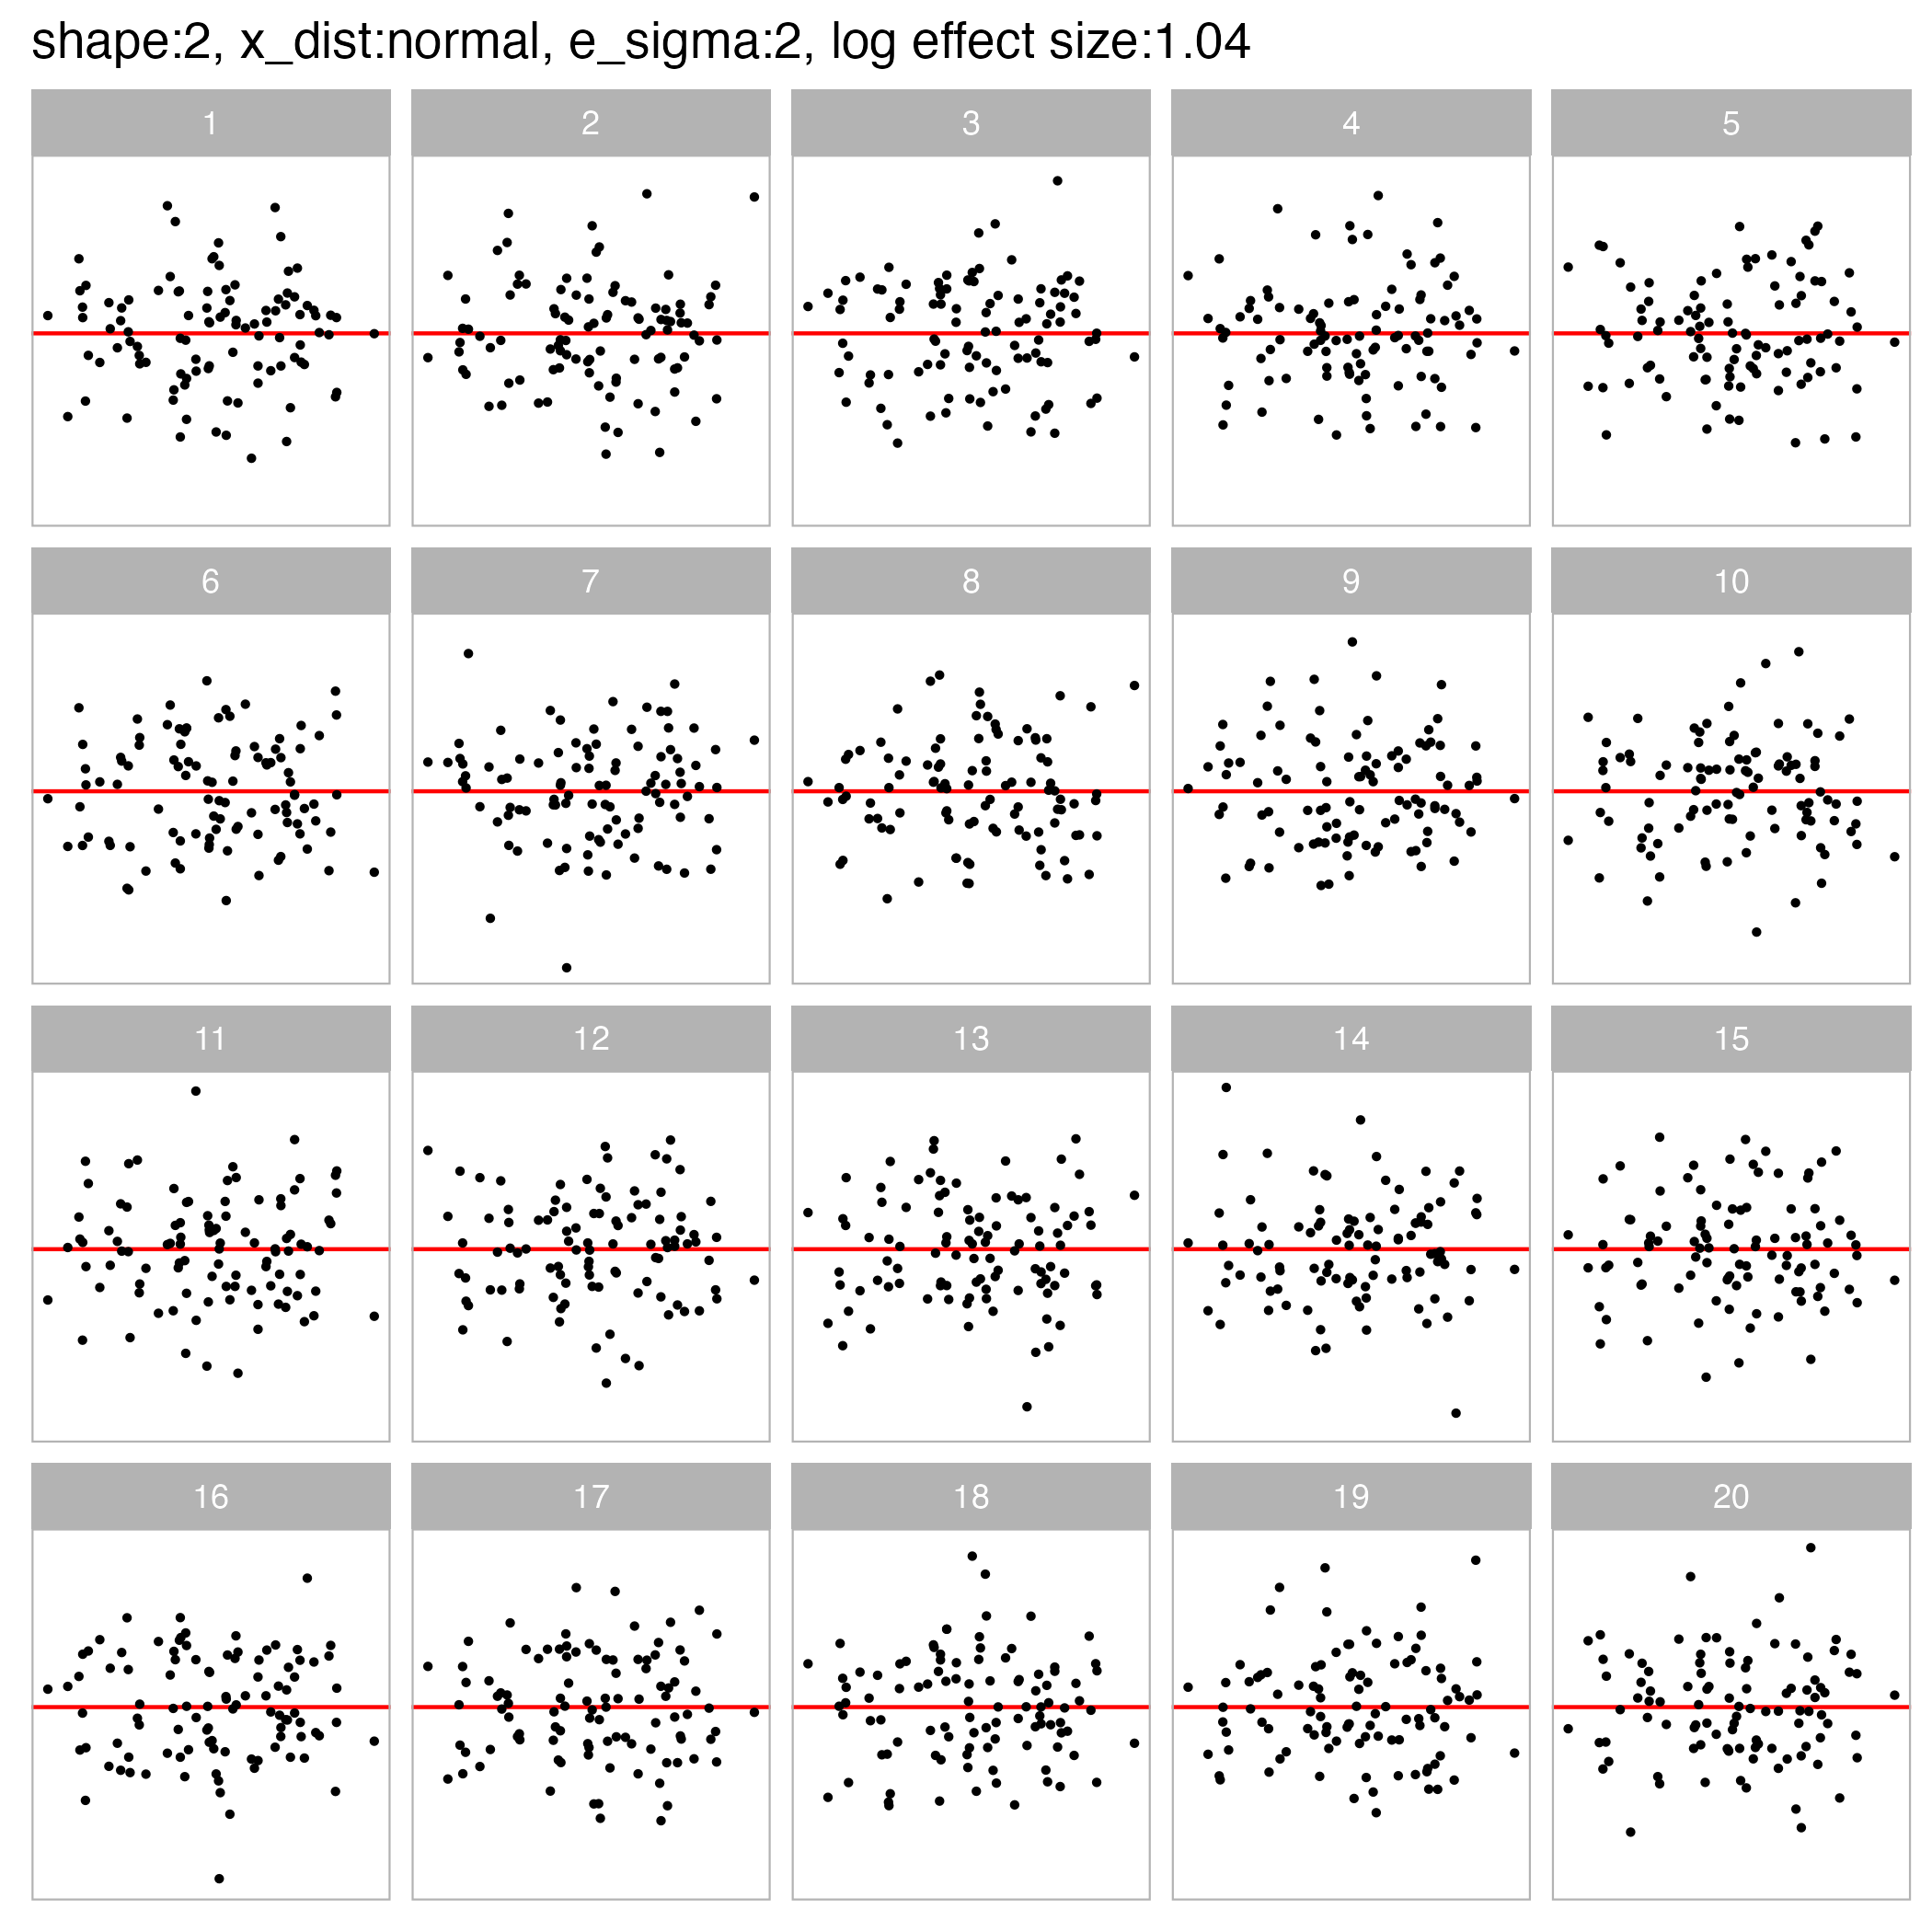 shape:2, x_dist:normal, e_sigma:2, log effect size:1.04
1 2 3 4 5
6 7 8 9 10
11 12 13 14 15
16 17 18 19 20